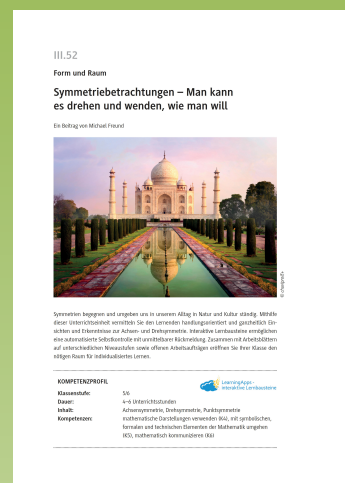 III.52
Form und Raum
Symmetriebetrachtungen – Man kann
es drehen und wenden, wie man will
Ein Beitrag von Michael Freund
Symmetrien begegnen und umgeben uns in unserem Alltag in Natur und Kultur ständig. Mithilfe
dieser Unterrichtseinheit vermitteln Sie den Lernenden handlungsorientiert und ganzheitlich Ein-
sichten und Erkenntnisse zur Achsen- und Drehsymmetrie. Interaktive Lernbausteine ermöglichen
eine automatisierte Selbstkontrolle mit unmittelbarer Rückmeldung. Zusammen mit Arbeitsblättern
auf unterschiedlichen Niveaustufen sowie offenen Arbeitsaufträgen eröffnen Sie Ihrer Klasse den
nötigen Raum für individualisiertes Lernen.
KOMPETENZPROFIL
LearningApps -
interaktive Lernbausteine
Klassenstufe: 5/6
Dauer: 4–6 Unterrichtsstunden
Inhalt: Achsensymmetrie, Drehsymmetrie, Punktsymmetrie
Kompetenzen: mathematische Darstellungen verwenden (K4), mit symbolischen,
formalen und technischen Elementen der Mathematik umgehen
(K5), mathematisch kommunizieren (K6)